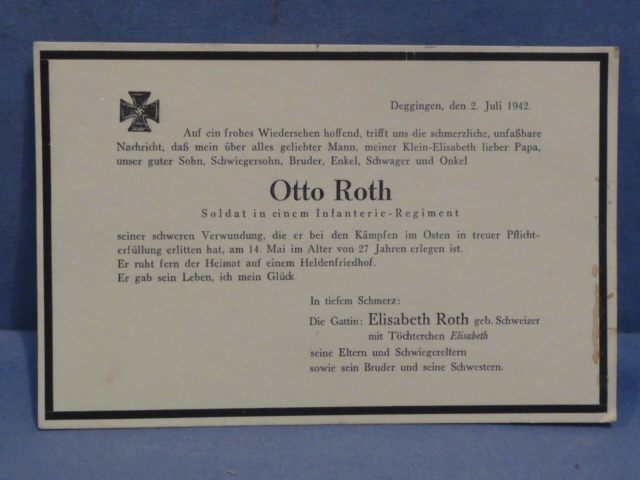 Deggingen, den 2. Juli 1942.
Auf ein frohes Wiedersehen hoffend, trifft uns die schmerzliche, unfaßbare
Nachricht, daß mein über alles geliebter Mann, meiner Klein-Elisabeth lieber Papa,
unser guter Sohn, Schwiegersohn, Bruder, Enkel, Schwager und Onkel
Otto Roth
Soldat in einem Infanterie-Regiment
seiner schweren Verwundung, die er bei den Kämpfen im Osten in treuer Pflicht-
erfüllung erlitten hat, am 14. Mai im Alter von 27 Jahren erlegen ist.
Er ruht fern der Heimat auf einem Heldenfriedhof.
Er gab sein Leben, ich mein Glück
In tiefem Schmerz:
Die Gattin: Elisabeth Roth geb. Schweizer
mit Töchterchen Elisabeth
seine Eltern und Schwiegereltern
sowie sein Bruder und seine Schwestern.